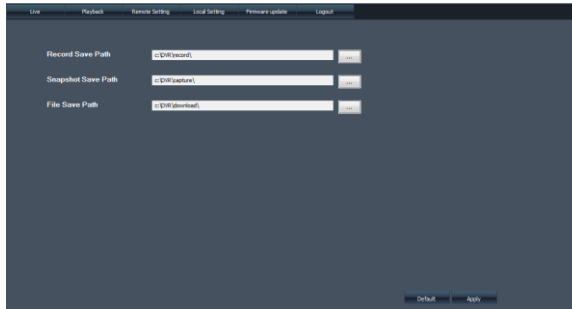 Live Playback Remote Setting Local Setting Firmware update Logout
Record Save Path c:\DVR\record\ ...
Snapshot Save Path c:\DVR\capture\ ...
File Save Path c:\DVR\download\ ...
Default Apply